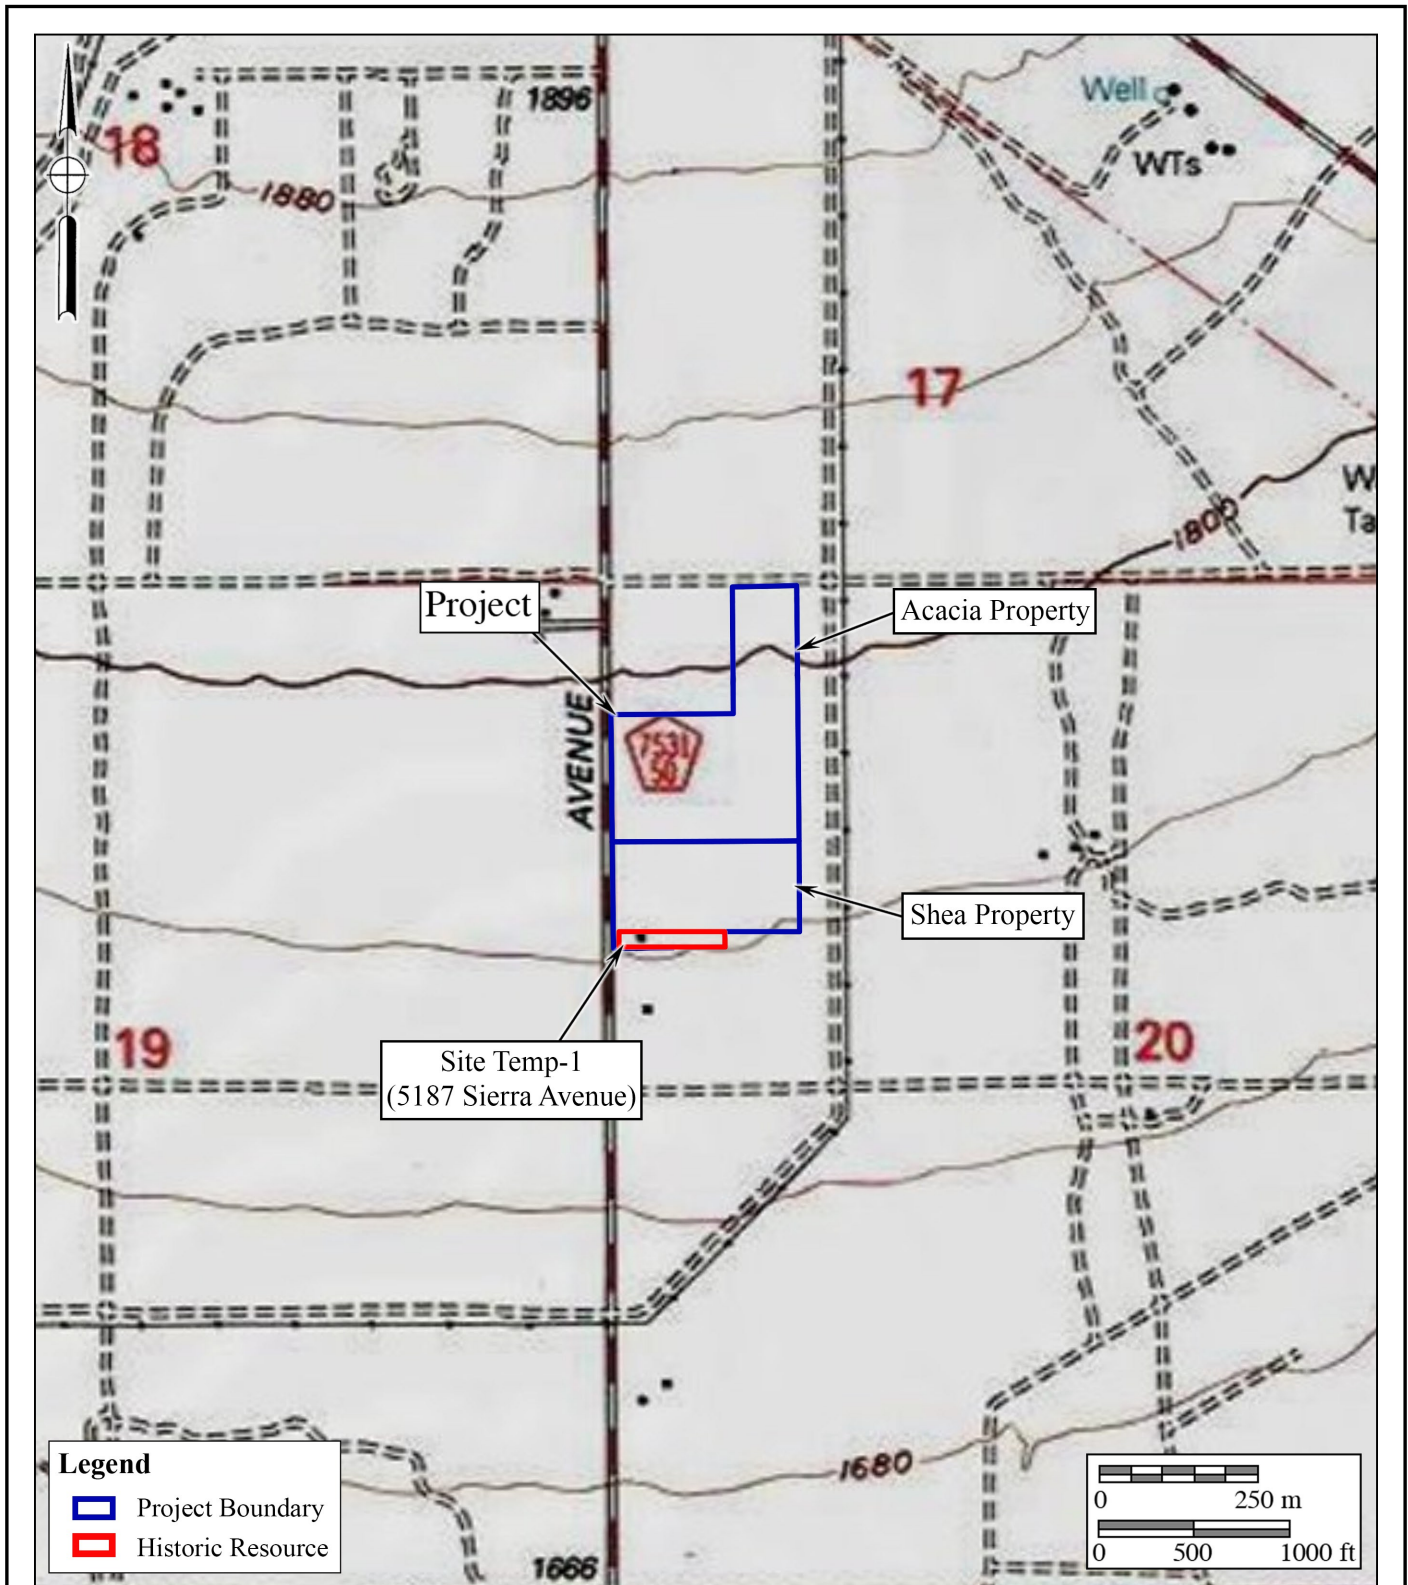 1896
Well
18
WTs
1880
17
W
Ta
1800
Project
Acacia Property
AVENUE
7531
50
Shea Property
19
20
Site Temp-1
(5187 Sierra Avenue)
1680
1666
Legend
Project Boundary
Historic Resource
0
250 m
0
500
1000 ft